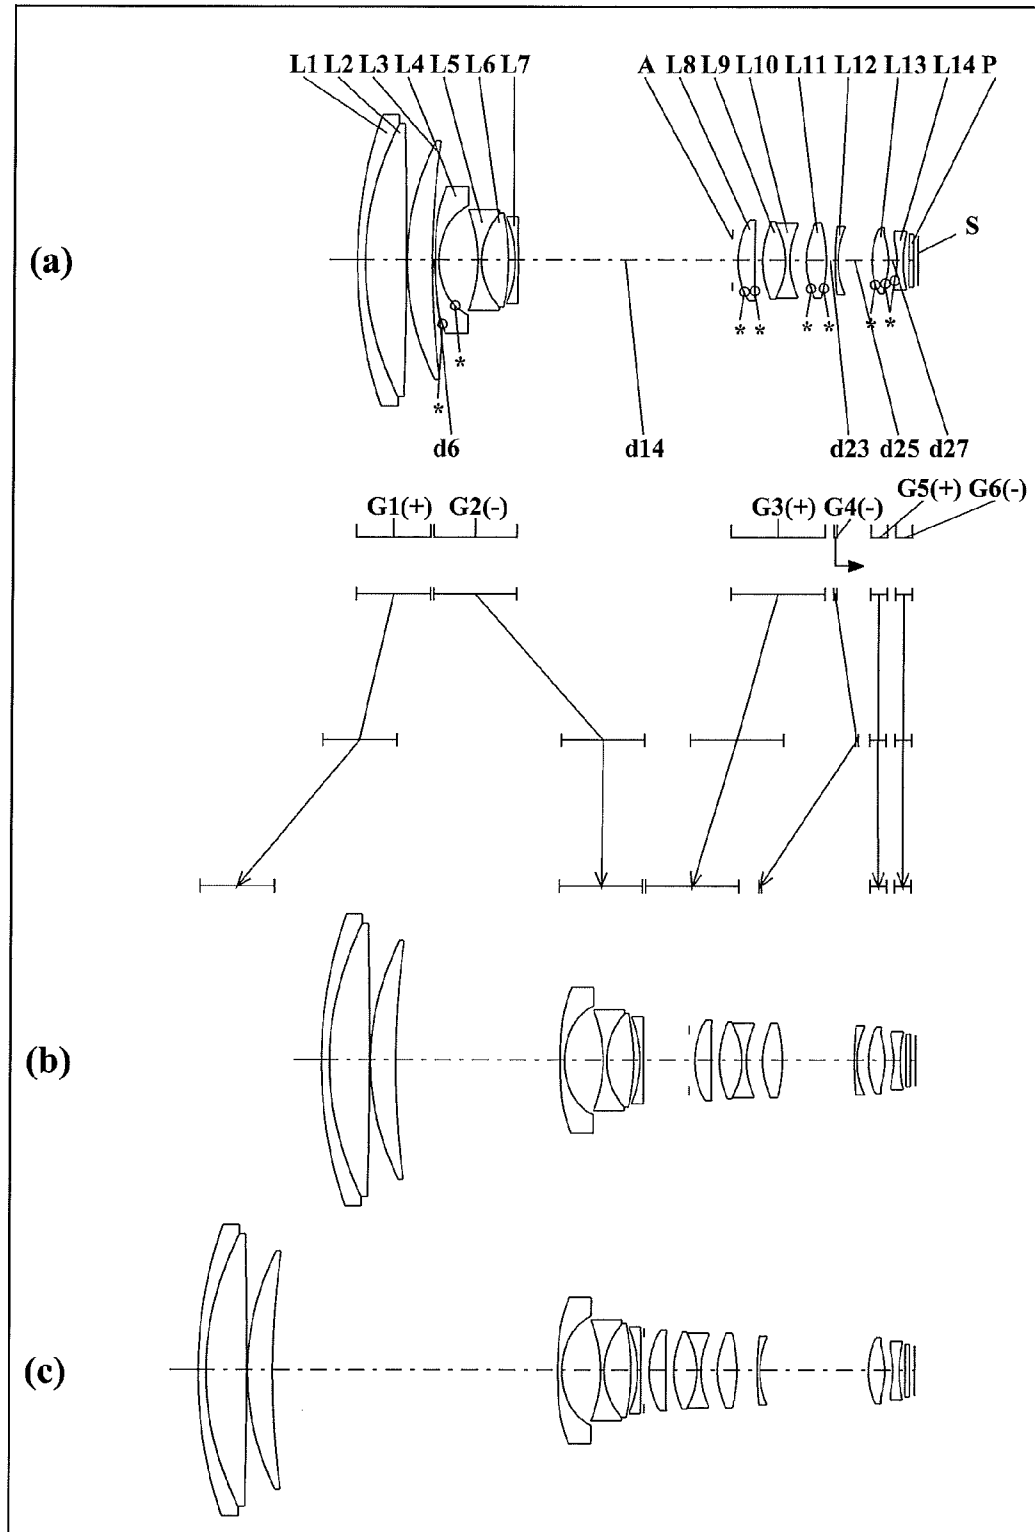 L1 L2 L3 L4 L5 L6 L7 A L8 L9 L10 L11 L12 L13 L14 P
S
(a)
* * * * * *
*
*
d6 d14 d23 d25 d27
G1(+) G2(-) G3(+) G4(-) G5(+) G6(-)
(b)
(c)